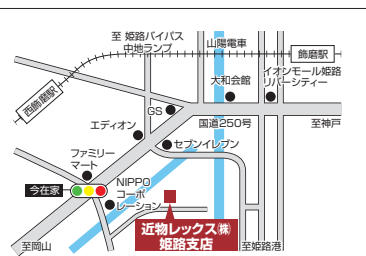 至 姫路バイパス
中地ランプ
山陽電車
飾磨駅
西飾磨駅
大和会館
イオンモール姫路
リバーシティー
GS
エディオン
国道250号
至神戸
セブンイレブン
ファミリー
マート
今在家
NIPPO
コーポ
レーション
近物レックス㈱
姫路支店
至岡山
至姫路港